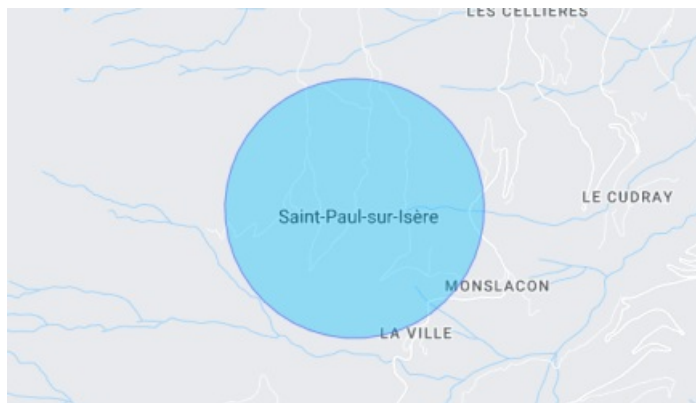 LES CELLIERES
LE CUDRAY
Saint-Paul-sur-Isère
MONSLACON
LA VILLE